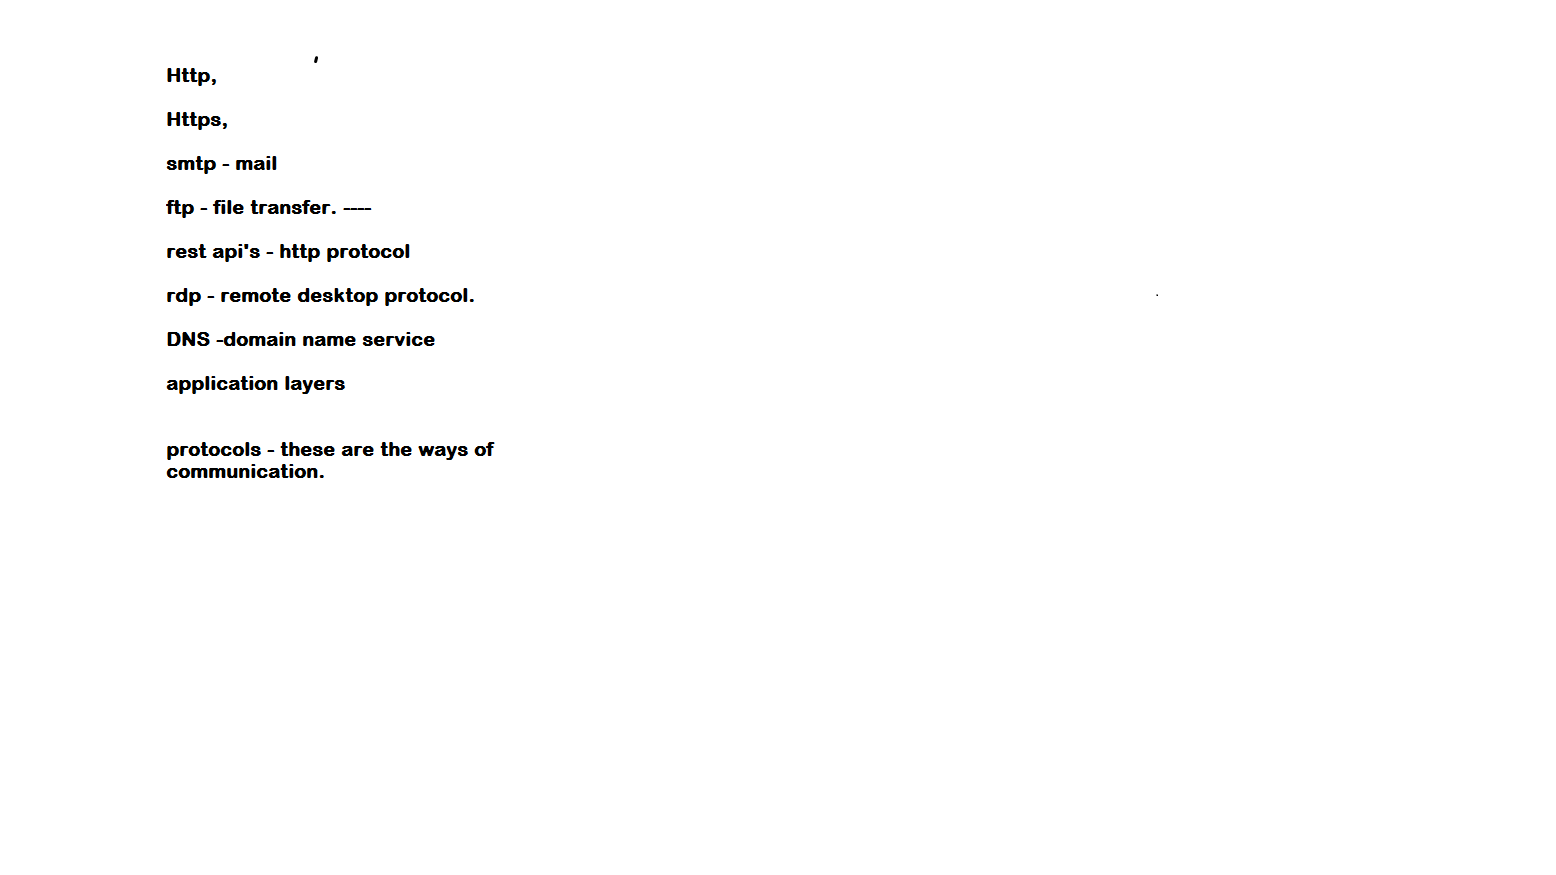 Http,
Https,
smtp - mail
ftp - file transfer. ----
rest api's - http protocol
rdp - remote desktop protocol.
DNS -domain name service
application layers
protocols - these are the ways of
communication.